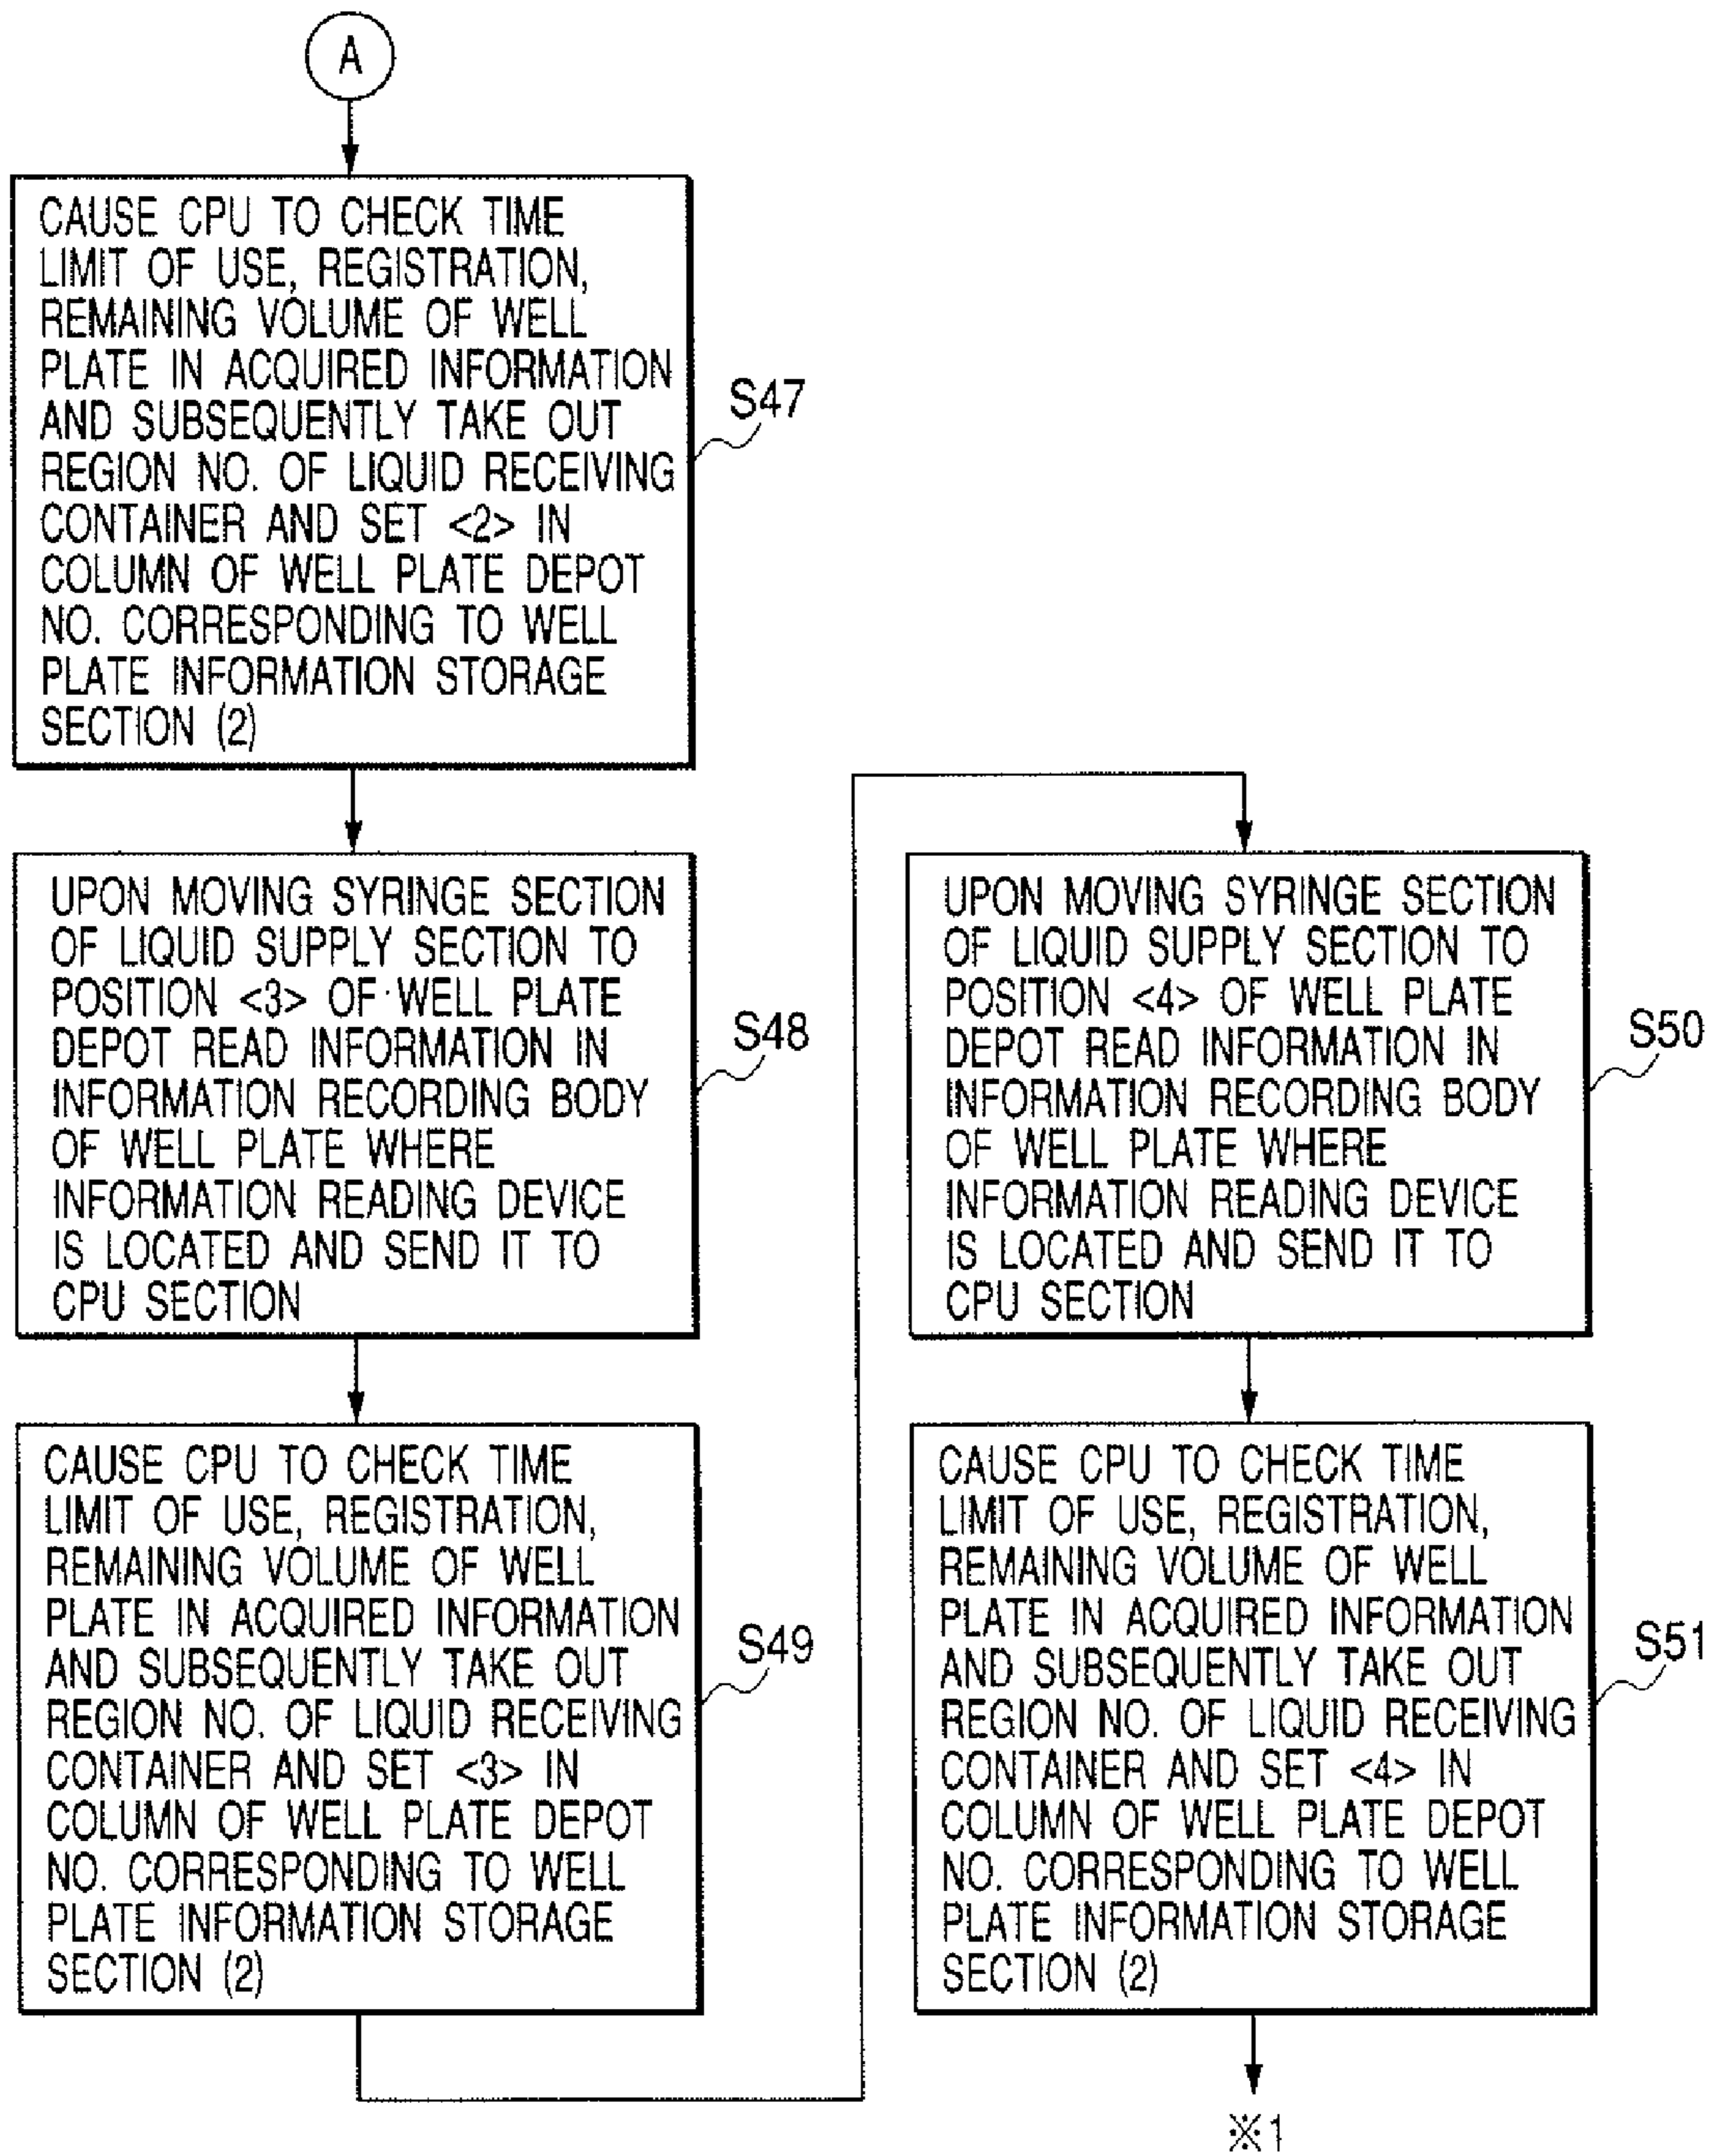 A
CAUSE CPU TO CHECK TIME
LIMIT OF USE, REGISTRATION,
REMAINING VOLUME OF WELL
PLATE IN ACQUIRED INFORMATION
AND SUBSEQUENTLY TAKE OUT
REGION NO. OF LIQUID RECEIVING
CONTAINER AND SET <2> IN
COLUMN OF WELL PLATE DEPOT
NO. CORRESPONDING TO WELL
PLATE INFORMATION STORAGE
SECTION (2)
S47
UPON MOVING SYRINGE SECTION
OF LIQUID SUPPLY SECTION TO
POSITION <3> OF WELL PLATE
DEPOT READ INFORMATION IN
INFORMATION RECORDING BODY
OF WELL PLATE WHERE
INFORMATION READING DEVICE
IS LOCATED AND SEND IT TO
CPU SECTION
S48
CAUSE CPU TO CHECK TIME
LIMIT OF USE, REGISTRATION,
REMAINING VOLUME OF WELL
PLATE IN ACQUIRED INFORMATION
AND SUBSEQUENTLY TAKE OUT
REGION NO. OF LIQUID RECEIVING
CONTAINER AND SET <3> IN
COLUMN OF WELL PLATE DEPOT
NO. CORRESPONDING TO WELL
PLATE INFORMATION STORAGE
SECTION (2)
S49
UPON MOVING SYRINGE SECTION
OF LIQUID SUPPLY SECTION TO
POSITION <4> OF WELL PLATE
DEPOT READ INFORMATION IN
INFORMATION RECORDING BODY
OF WELL PLATE WHERE
INFORMATION READING DEVICE
IS LOCATED AND SEND IT TO
CPU SECTION
S50
CAUSE CPU TO CHECK TIME
LIMIT OF USE, REGISTRATION,
REMAINING VOLUME OF WELL
PLATE IN ACQUIRED INFORMATION
AND SUBSEQUENTLY TAKE OUT
REGION NO. OF LIQUID RECEIVING
CONTAINER AND SET <4> IN
COLUMN OF WELL PLATE DEPOT
NO. CORRESPONDING TO WELL
PLATE INFORMATION STORAGE
SECTION (2)
S51
※1